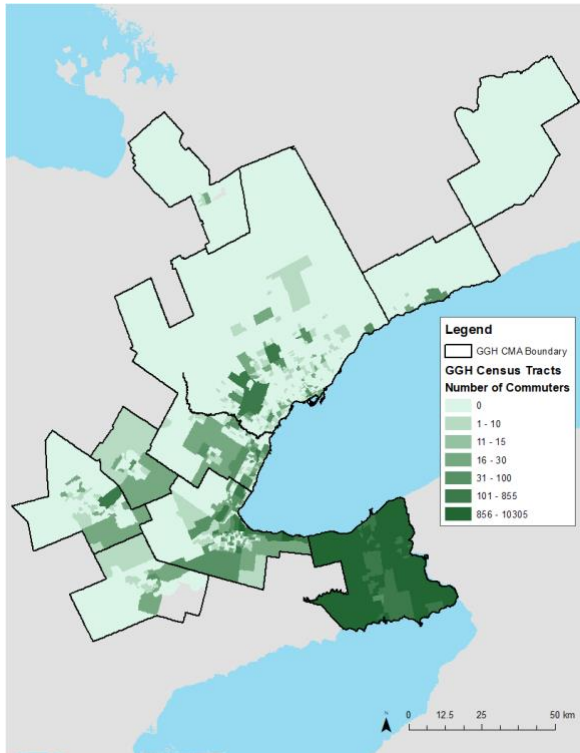 Legend
GGH CMA Boundary
GGH Census Tracts
Number of Commuters
0
1 - 10
11 - 15
16 - 30
31 - 100
101 - 855
856 - 10305
0 12.5 25 50 km